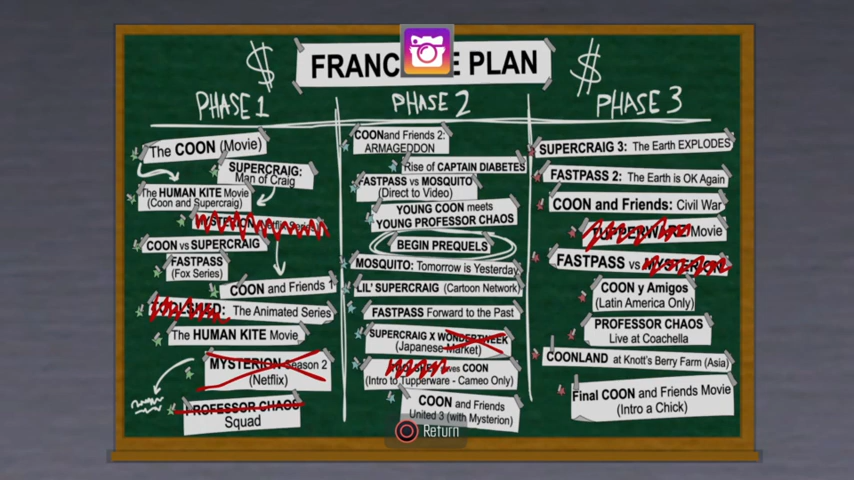 FRANC E PLAN
PHASE 1
The COON (Movie)
SUPERCRAIG:
Man of Craig
The HUMAN KITE Movie
(Coon and Supercraig)
MYSTERION Netflix Series
COON vs SUPERCRAIG
FASTPASS
(Fox Series)
COON and Friends 1
TOOLSHED: The Animated Series
The HUMAN KITE Movie
MYSTERION Season 2
(Netflix)
PROFESSOR CHAOS
Squad
PHASE 2
COON and Friends 2:
ARMAGEDDON
Rise of CAPTAIN DIABETES
FASTPASS vs MOSQUITO
(Direct to Video)
YOUNG COON meets
YOUNG PROFESSOR CHAOS
BEGIN PREQUELS
MOSQUITO: Tomorrow is Yesterday
LIL' SUPERCRAIG (Cartoon Network)
FASTPASS Forward to the Past
SUPERCRAIG X WONDERTWEEK
(Japanese Market)
COON
(Intro to Tupperware - Cameo Only)
COON and Friends
United 3 (with Mysterion)
PHASE 3
SUPERCRAIG 3: The Earth EXPLODES
FASTPASS 2: The Earth is OK Again
COON and Friends: Civil War
TUPPERWARE Movie
FASTPASS vs MYSTERION
COON y Amigos
(Latin America Only)
PROFESSOR CHAOS
Live at Coachella
COONLAND at Knott's Berry Farm (Asia)
Final COON and Friends Movie
(Intro a Chick)
Return